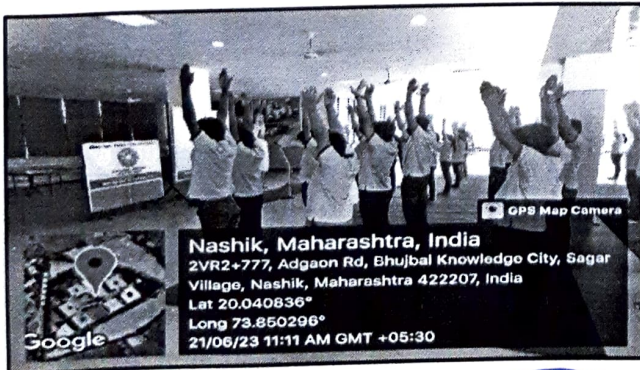 GPS Map Camera
Nashik, Maharashtra, India
2VR2+777, Adgaon Rd, Bhujbal Knowledge City, Sagar
Village, Nashik, Maharashtra 422207, India
Lat 20.040836°
Long 73.850296°
21/06/23 11:11 AM GMT +05:30
Google